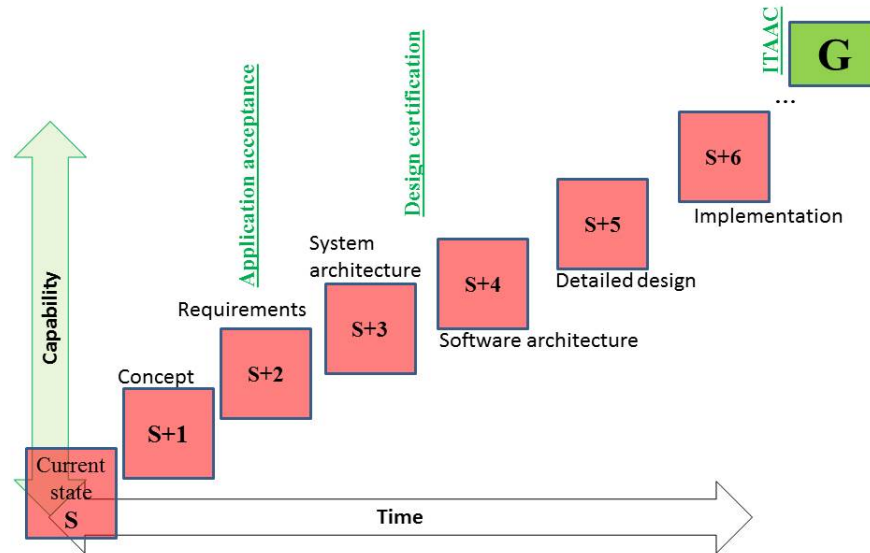 ITAAC
G
...
Application acceptance
Design certification
S+6
Implementation
S+5
Detailed design
System
architecture
S+4
Software architecture
Requirements
S+3
S+2
Capability
Concept
S+1
Current
state
S
Time